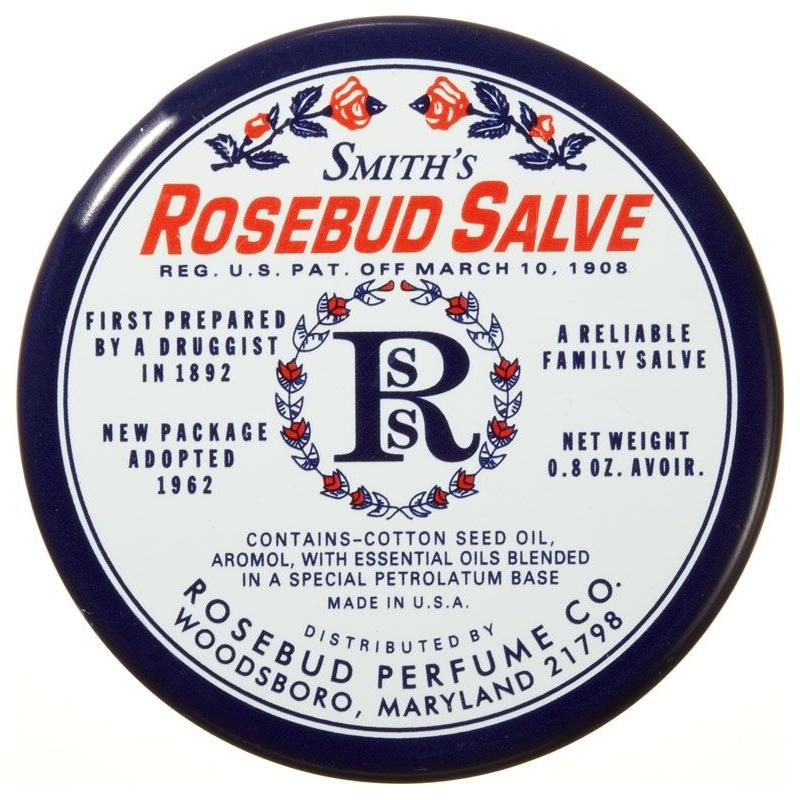 SMITH'S
ROSEBUD SALVE
REG. U.S. PAT. OFF MARCH 10, 1908
FIRST PREPARED
BY A DRUGGIST
IN 1892
NEW PACKAGE
ADOPTED
1962
R
S
S
A RELIABLE
FAMILY SALVE
NET WEIGHT
0.8 OZ. AVOIR.
CONTAINS-COTTON SEED OIL,
AROMOL, WITH ESSENTIAL OILS BLENDED
IN A SPECIAL PETROLATUM BASE
MADE IN U.S.A.
DISTRIBUTED BY
ROSEBUD PERFUME CO.
WOODSBORO, MARYLAND 21798